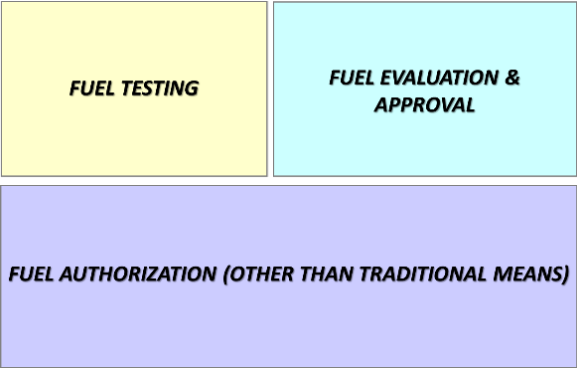 FUEL TESTING
FUEL EVALUATION &
APPROVAL
FUEL AUTHORIZATION (OTHER THAN TRADITIONAL MEANS)